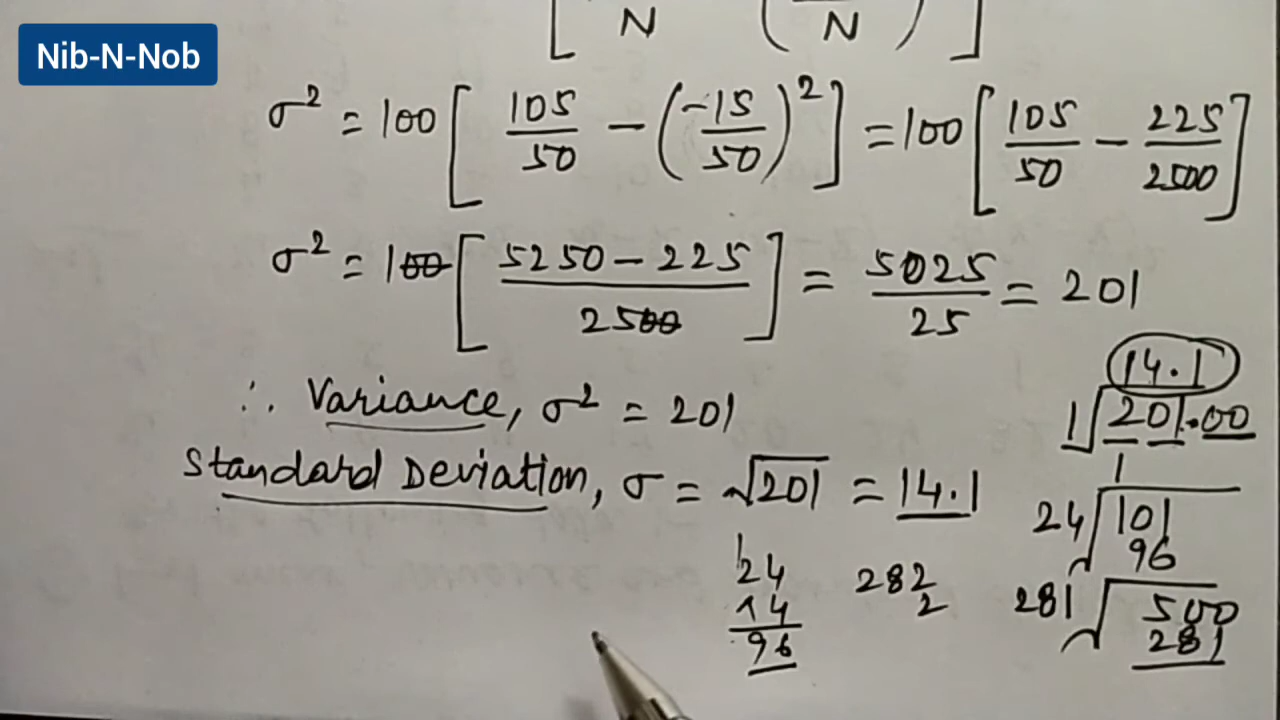 Nib-N-Nob
[ N ( N ) ]
σ² = 100 [ 105/50 − (−15/50)² ] = 100 [ 105/50 − 225/2500 ]
σ² = 100 [ 5250 − 225 / 2500 ] = 5025/25 = 201
∴ Variance, σ² = 201
Standard Deviation, σ = √201 = 14.1
14.1
1 √201.00
1
24 √101
96
281 √500
281
24
14
96
282
2